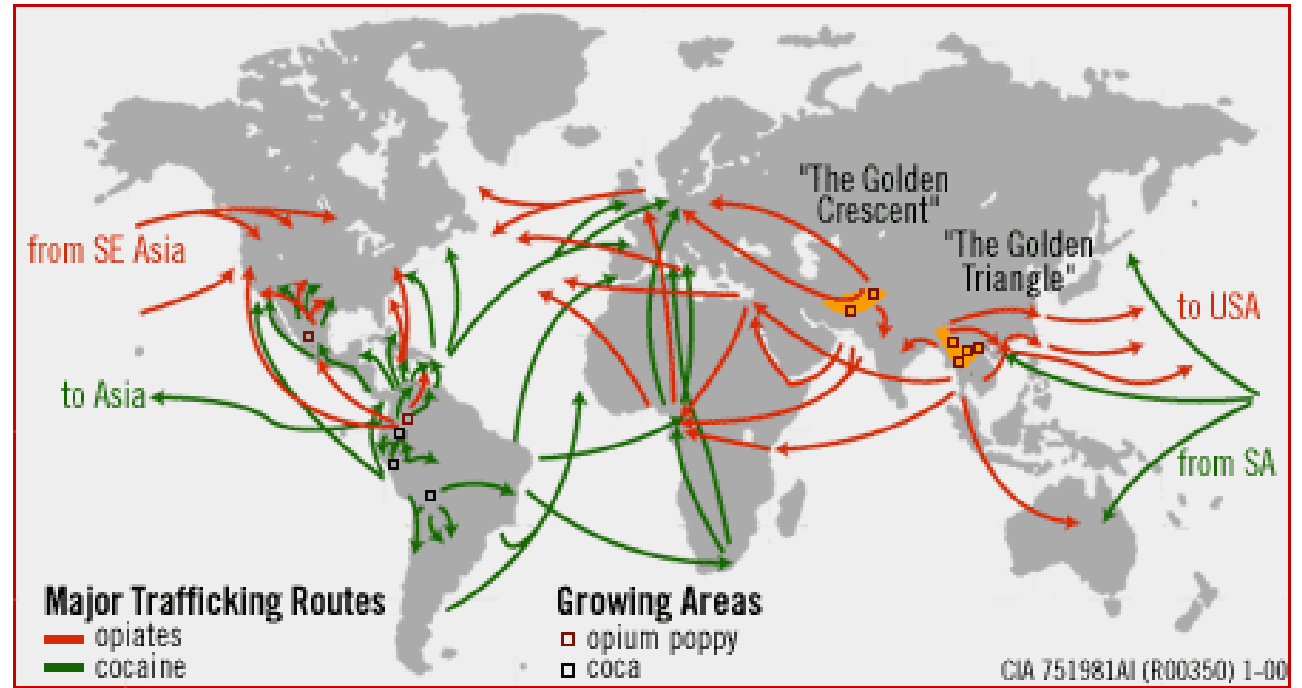 "The Golden
Crescent"
"The Golden
Triangle"
from SE Asia
to USA
to Asia
from SA
Major Trafficking Routes
opiates
cocaine
Growing Areas
opium poppy
coca
CIA 751981AI (R00350) 1-00